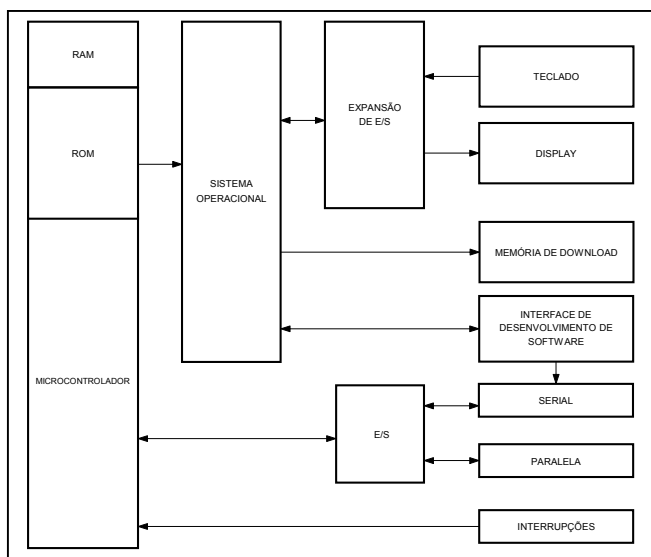 RAM
ROM
MICROCONTROLADOR
SISTEMA
OPERACIONAL
EXPANSÃO
DE E/S
TECLADO
DISPLAY
MEMÓRIA DE DOWNLOAD
INTERFACE DE
DESENVOLVIMENTO DE
SOFTWARE
E/S
SERIAL
PARALELA
INTERRUPÇÕES